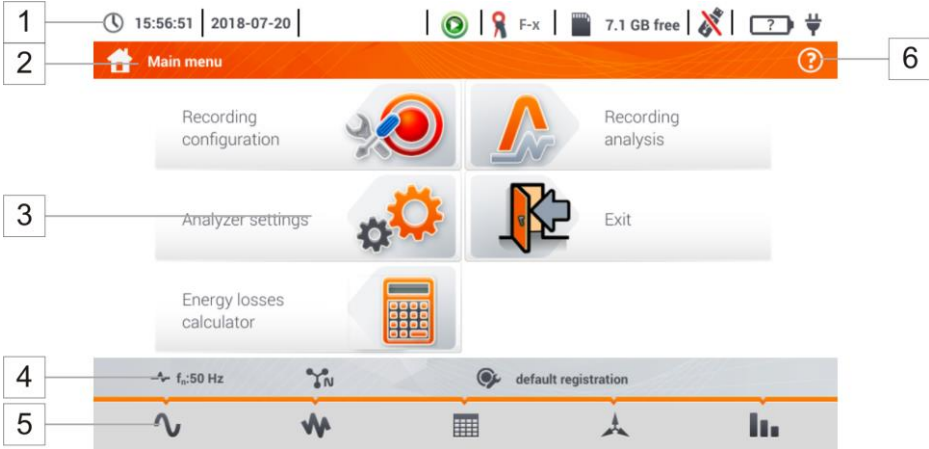 1
15:56:51 2018-07-20 F-x 7.1 GB free ?
2
Main menu ?
6
Recording
configuration
Recording
analysis
3
Analyzer settings
Exit
Energy losses
calculator
4
fn:50 Hz N default registration
5